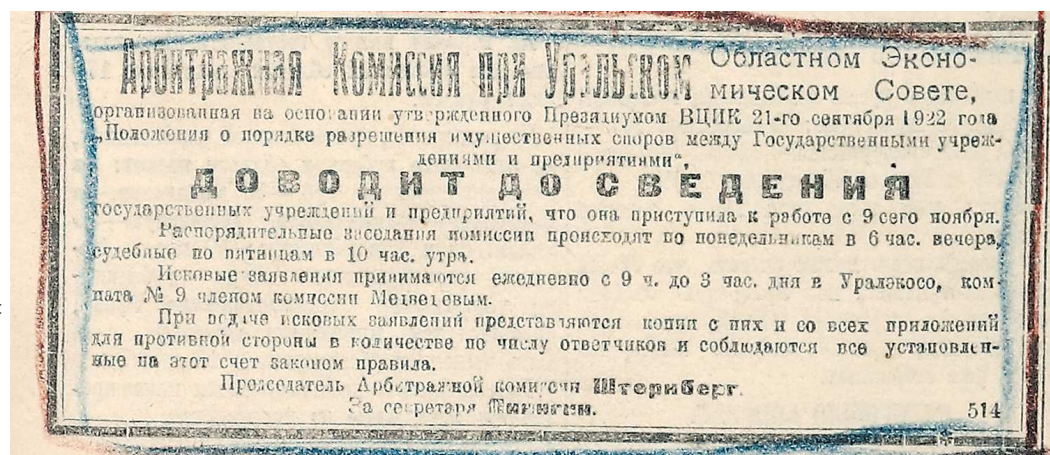 Арбитражная Комиссия при Уральском Областном Эконо-
мическом Совете,
организованная на основании утвержденного Президиумом ВЦИК 21-го сентября 1922 года
„Положения о порядке разрешения имущественных споров между Государственными учреж-
дениями и предприятиями“,
ДОВОДИТ ДО СВЕДЕНИЯ
государственных учреждений и предприятий, что она приступила к работе с 9 сего ноября.
Распорядительные заседания комиссии происходят по понедельникам в 6 час. вечера,
судебные по пятницам в 10 час. утра.
Исковые заявления принимаются ежедневно с 9 ч. до 3 час. дня в Уралэкосо, ком-
ната № 9 членом комиссии Медведевым.
При подаче исковых заявлений представляются копии с них и со всех приложений
для противной стороны в количестве по числу ответчиков и соблюдаются все установлен-
ные на этот счет законом правила.
Председатель Арбитражной комиссии Штернберг.
За секретаря
514